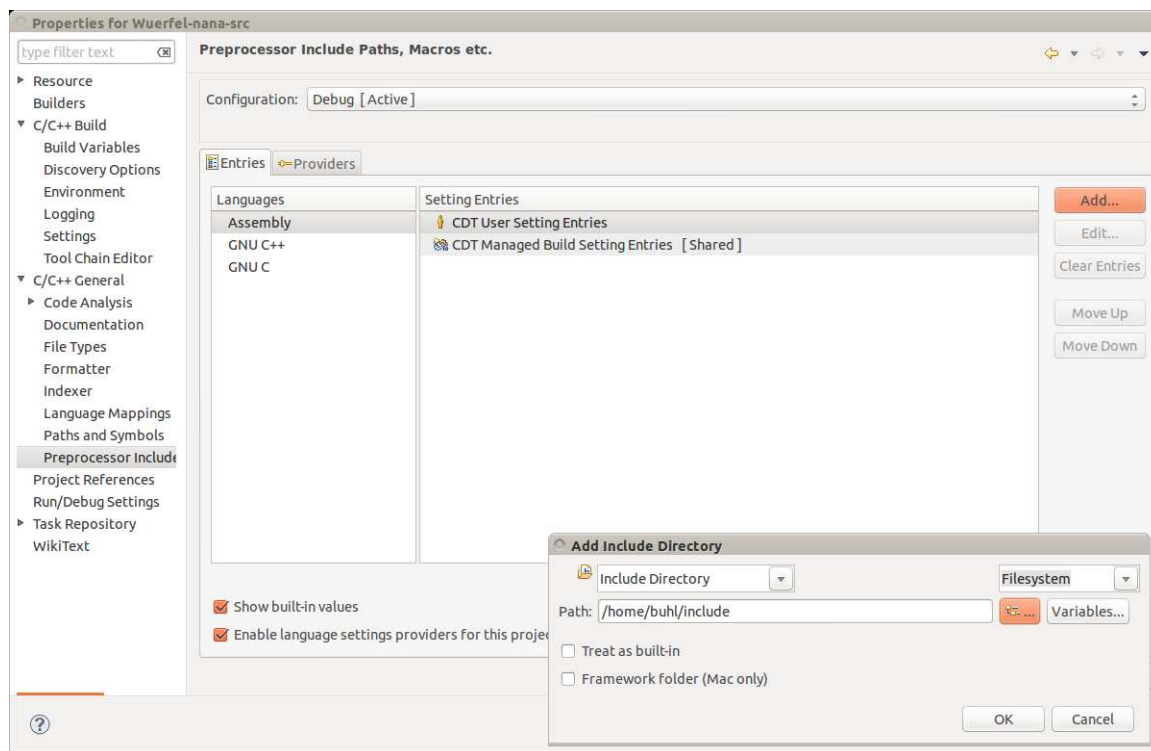 Properties for Wuerfel-nana-src
type filter text
Resource
Builders
C/C++ Build
Build Variables
Discovery Options
Environment
Logging
Settings
Tool Chain Editor
C/C++ General
Code Analysis
Documentation
File Types
Formatter
Indexer
Language Mappings
Paths and Symbols
Preprocessor Include
Project References
Run/Debug Settings
Task Repository
WikiText
Preprocessor Include Paths, Macros etc.
Configuration: Debug [Active]
Entries Providers
Languages
Assembly
GNU C++
GNU C
Setting Entries
CDT User Setting Entries
CDT Managed Build Setting Entries [Shared]
Add...
Edit...
Clear Entries
Move Up
Move Down
Show built-in values
Enable language settings providers for this proje
Add Include Directory
Include Directory Filesystem
Path: /home/buhl/include ... Variables...
Treat as built-in
Framework folder (Mac only)
OK Cancel
?